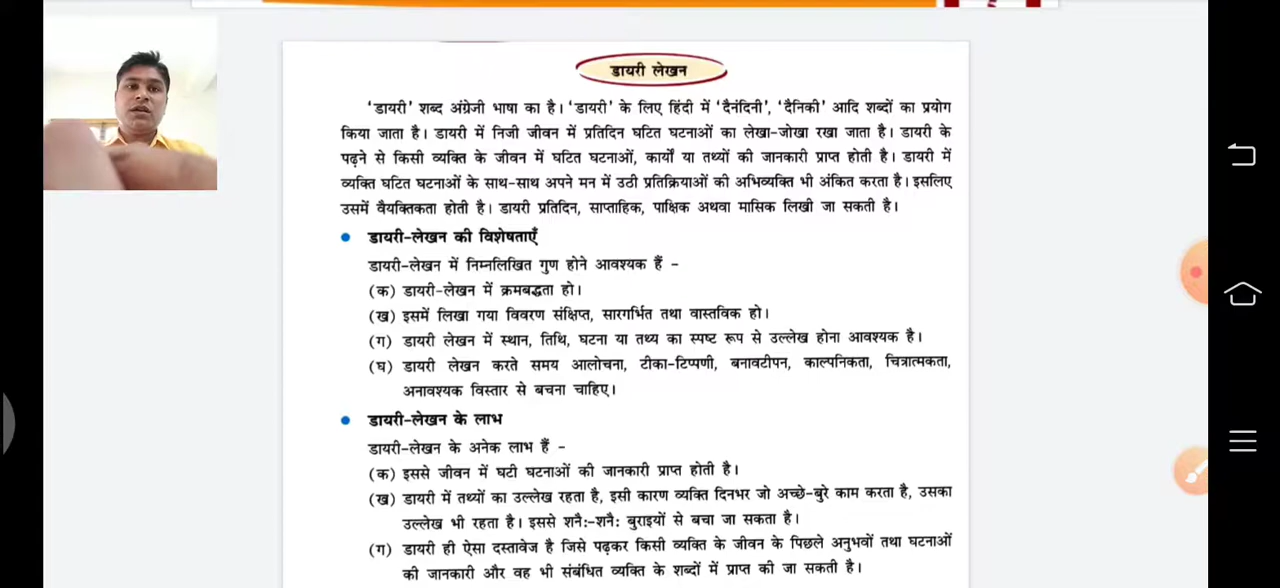 डायरी लेखन
‘डायरी’ शब्द अंग्रेजी भाषा का है। ‘डायरी’ के लिए हिंदी में ‘दैनंदिनी’, ‘दैनिकी’ आदि शब्दों का प्रयोग
किया जाता है। डायरी में निजी जीवन में प्रतिदिन घटित घटनाओं का लेखा-जोखा रखा जाता है। डायरी के
पढ़ने से किसी व्यक्ति के जीवन में घटित घटनाओं, कार्यों या तथ्यों की जानकारी प्राप्त होती है। डायरी में
व्यक्ति घटित घटनाओं के साथ-साथ अपने मन में उठी प्रतिक्रियाओं की अभिव्यक्ति भी अंकित करता है। इसलिए
उसमें वैयक्तिकता होती है। डायरी प्रतिदिन, साप्ताहिक, पाक्षिक अथवा मासिक लिखी जा सकती है।
• डायरी-लेखन की विशेषताएँ
डायरी-लेखन में निम्नलिखित गुण होने आवश्यक हैं -
(क) डायरी-लेखन में क्रमबद्धता हो।
(ख) इसमें लिखा गया विवरण संक्षिप्त, सारगर्भित तथा वास्तविक हो।
(ग) डायरी लेखन में स्थान, तिथि, घटना या तथ्य का स्पष्ट रूप से उल्लेख होना आवश्यक है।
(घ) डायरी लेखन करते समय आलोचना, टीका-टिप्पणी, बनावटीपन, काल्पनिकता, चित्रात्मकता,
अनावश्यक विस्तार से बचना चाहिए।
• डायरी-लेखन के लाभ
डायरी-लेखन के अनेक लाभ हैं -
(क) इससे जीवन में घटी घटनाओं की जानकारी प्राप्त होती है।
(ख) डायरी में तथ्यों का उल्लेख रहता है, इसी कारण व्यक्ति दिनभर जो अच्छे-बुरे काम करता है, उसका
उल्लेख भी रहता है। इससे शनैः-शनैः बुराइयों से बचा जा सकता है।
(ग) डायरी ही ऐसा दस्तावेज है जिसे पढ़कर किसी व्यक्ति के जीवन के पिछले अनुभवों तथा घटनाओं
की जानकारी और वह भी संबंधित व्यक्ति के शब्दों में प्राप्त की जा सकती है।